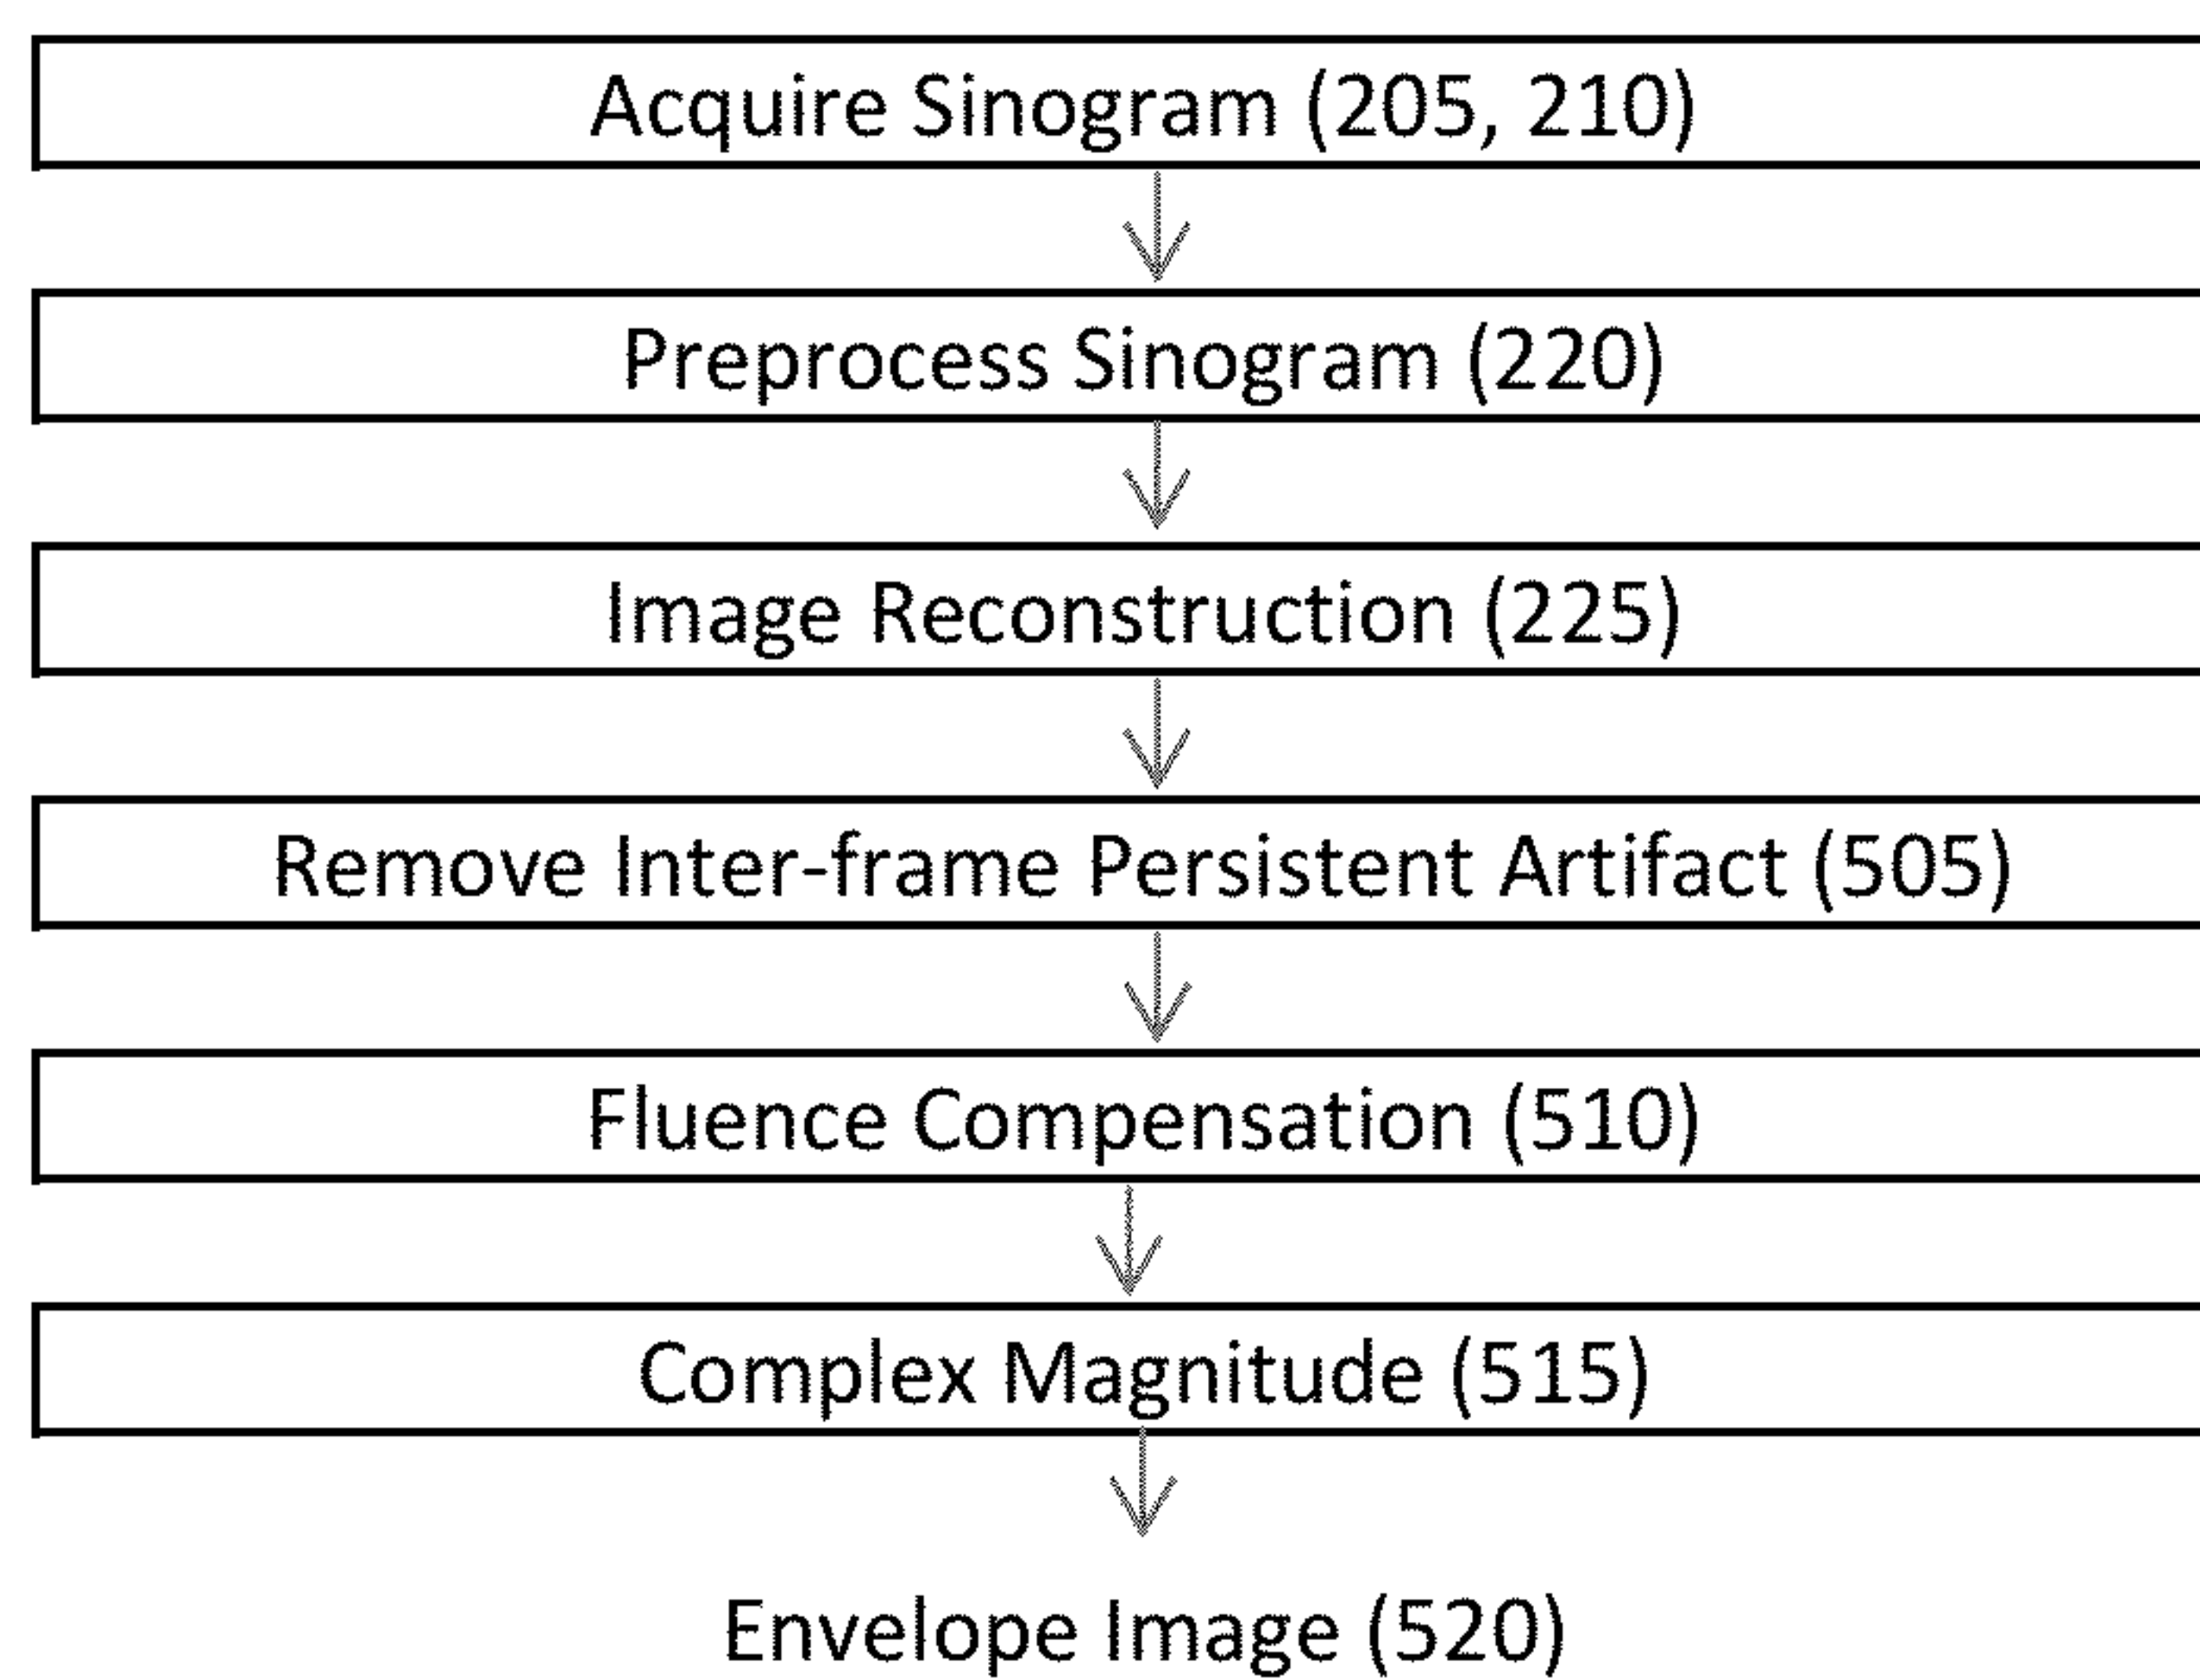 Acquire Sinogram (205, 210)
Preprocess Sinogram (220)
Image Reconstruction (225)
Remove Inter-frame Persistent Artifact (505)
Fluence Compensation (510)
Complex Magnitude (515)
Envelope Image (520)